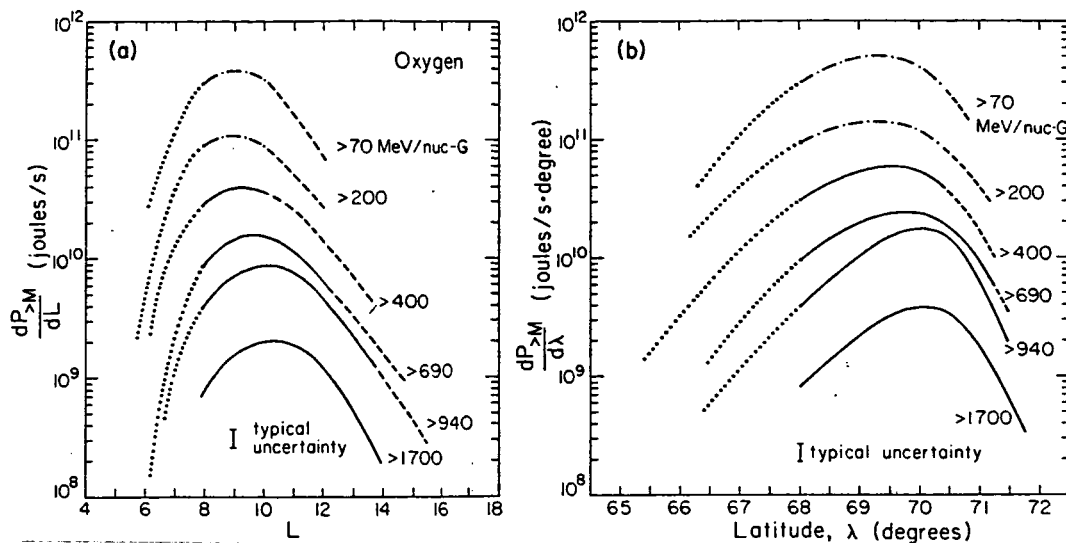 (a)
Oxygen
10¹²
10¹¹
10¹⁰
10⁹
10⁸
dP>M
dL
(joules/s)
>70 MeV/nuc-G
>200
>400
>690
>940
>1700
I typical
uncertainty
4 6 8 10 12 14 16 18
L
(b)
10¹²
10¹¹
10¹⁰
10⁹
10⁸
dP>M
dλ
(joules/s·degree)
>70
MeV/nuc-G
>200
>400
>690
>940
>1700
I typical uncertainty
65 66 67 68 69 70 71 72
Latitude, λ (degrees)